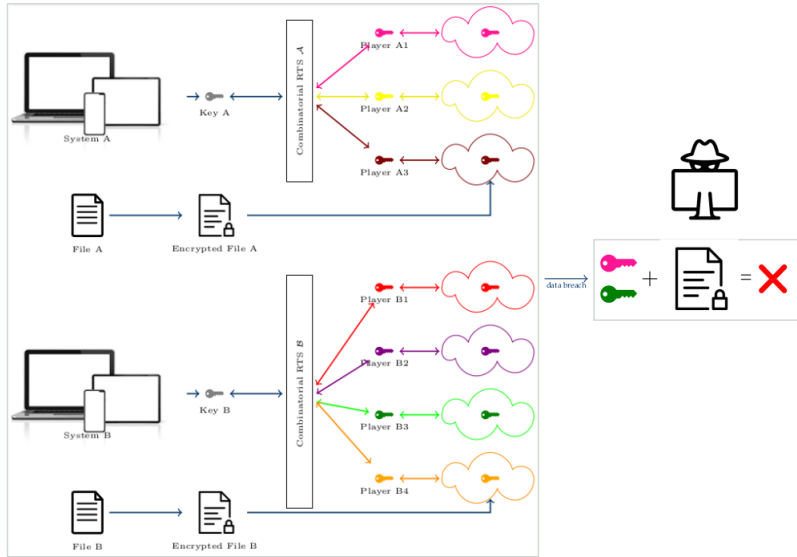 Player A1
Combinatorial RTS A
Key A
Player A2
System A
Player A3
File A
Encrypted File A
Player B1
data breach
+
=
Combinatorial RTS B
Player B2
Key B
Player B3
System B
Player B4
File B
Encrypted File B